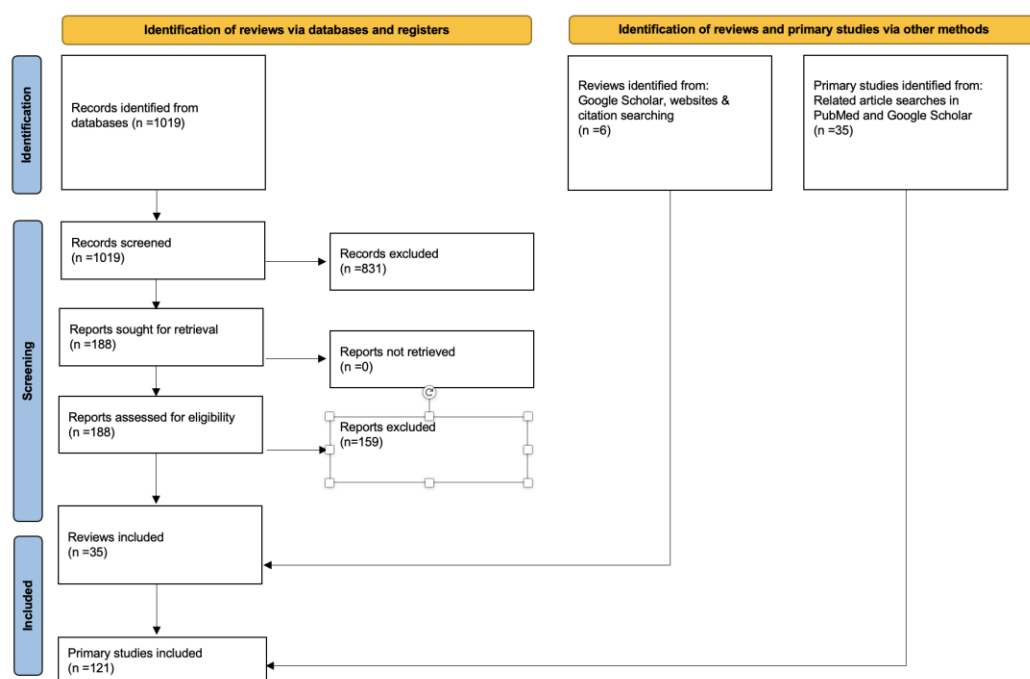 Identification of reviews via databases and registers
Identification of reviews and primary studies via other methods
Identification
Records identified from
databases (n =1019)
Reviews identified from:
Google Scholar, websites &
citation searching
(n =6)
Primary studies identified from:
Related article searches in
PubMed and Google Scholar
(n =35)
Screening
Records screened
(n =1019)
Records excluded
(n =831)
Reports sought for retrieval
(n =188)
Reports not retrieved
(n =0)
Reports assessed for eligibility
(n =188)
Reports excluded
(n=159)
Included
Reviews included
(n =35)
Primary studies included
(n =121)